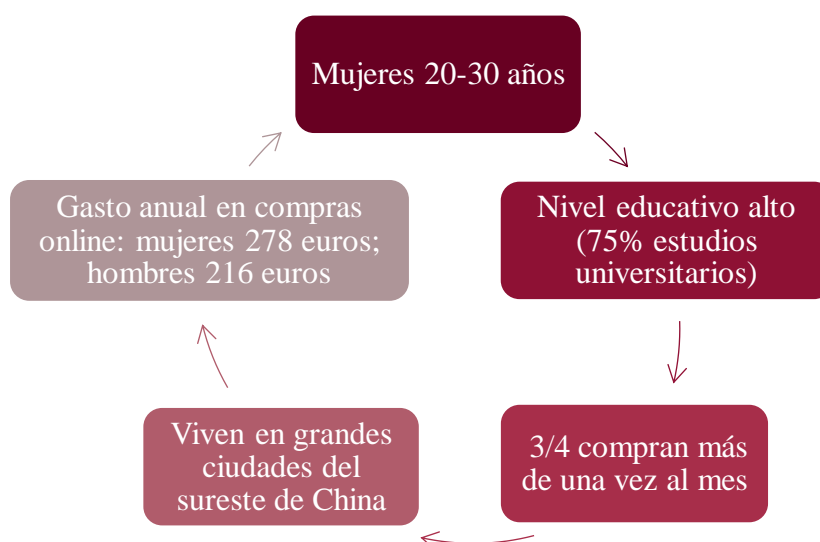 Mujeres 20-30 años
Nivel educativo alto
(75% estudios
universitarios)
3/4 compran más
de una vez al mes
Viven en grandes
ciudades del
sureste de China
Gasto anual en compras
online: mujeres 278 euros;
hombres 216 euros